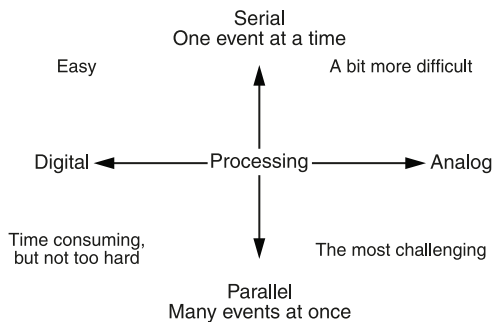 Serial
One event at a time
Easy
A bit more difficult
Digital
Processing
Analog
Time consuming,
but not too hard
The most challenging
Parallel
Many events at once